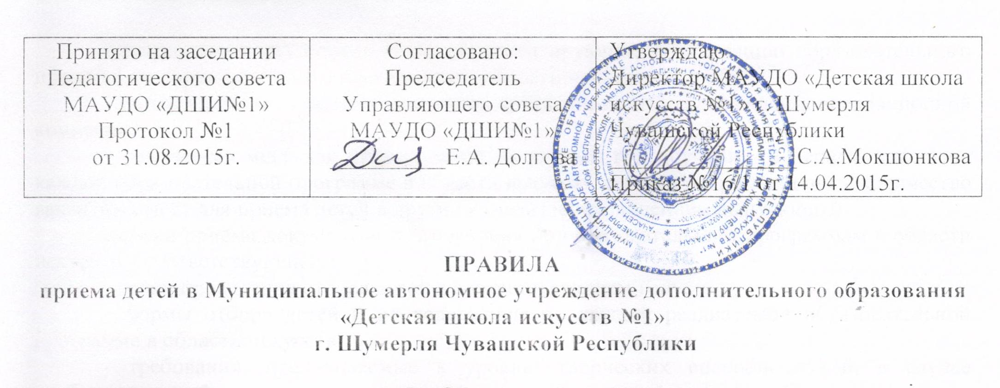 Принято на заседании
Педагогического совета
МАУДО «ДШИ№1»
Протокол №1
от 31.08.2015г.
Согласовано:
Председатель
Управляющего совета
МАУДО «ДШИ№1»
Е.А. Долгова
Утверждаю
Директор МАУДО «Детская школа
искусств №1» г. Шумерля
Чувашской Республики
С.А.Мокшонкова
Приказ №16/1 от 14.04.2015г.
ПРАВИЛА
приема детей в Муниципальное автономное учреждение дополнительного образования
«Детская школа искусств №1»
г. Шумерля Чувашской Республики